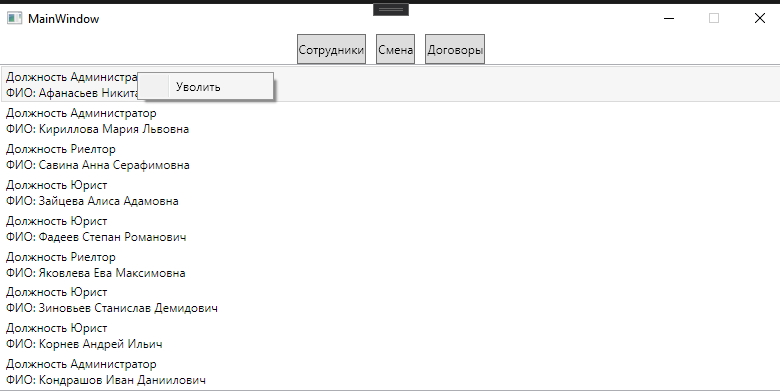 MainWindow
Сотрудники Смена Договоры
Должность Администра
ФИО: Афанасьев Никита
Уволить
Должность Администратор
ФИО: Кириллова Мария Львовна
Должность Риелтор
ФИО: Савина Анна Серафимовна
Должность Юрист
ФИО: Зайцева Алиса Адамовна
Должность Юрист
ФИО: Фадеев Степан Романович
Должность Риелтор
ФИО: Яковлева Ева Максимовна
Должность Юрист
ФИО: Зиновьев Станислав Демидович
Должность Юрист
ФИО: Корнев Андрей Ильич
Должность Администратор
ФИО: Кондрашов Иван Даниилович